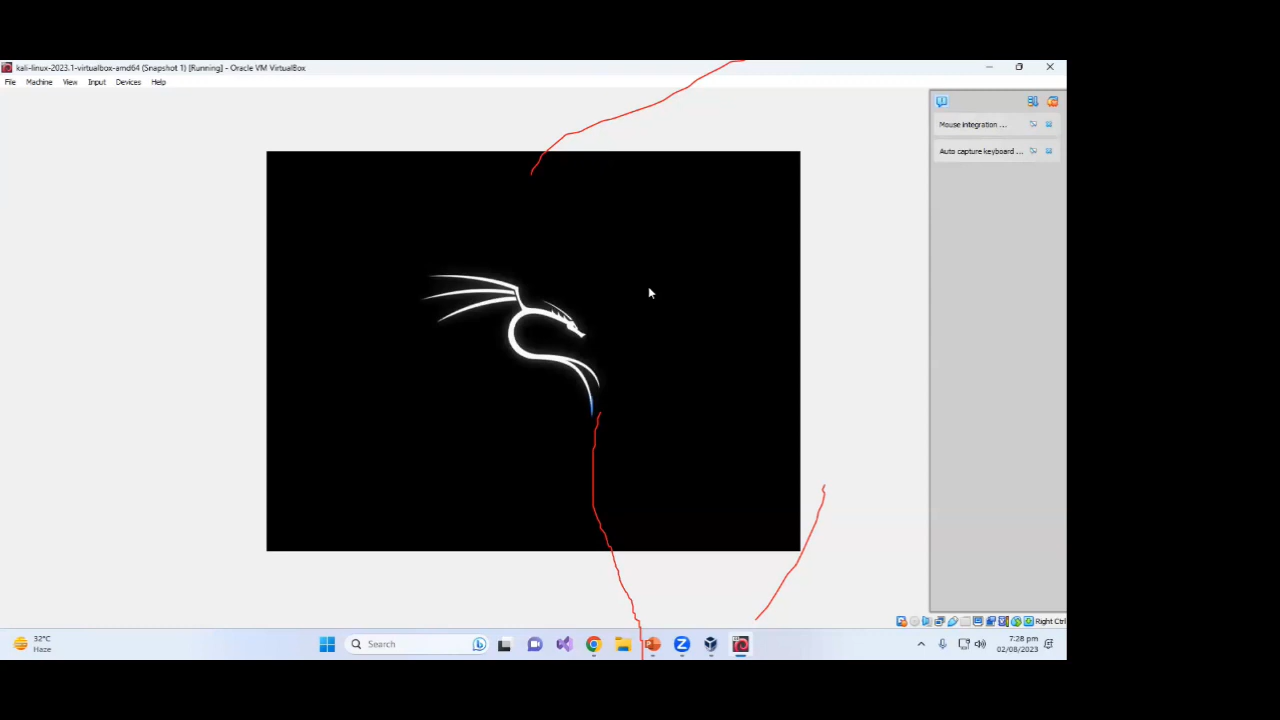 kali-linux-2023.1-virtualbox-amd64 (Snapshot 1) [Running] - Oracle VM VirtualBox
File Machine View Input Devices Help
Mouse integration ...
Auto capture keyboard ...
Right Ctrl
32°C
Haze
Search
7:28 pm
02/08/2023